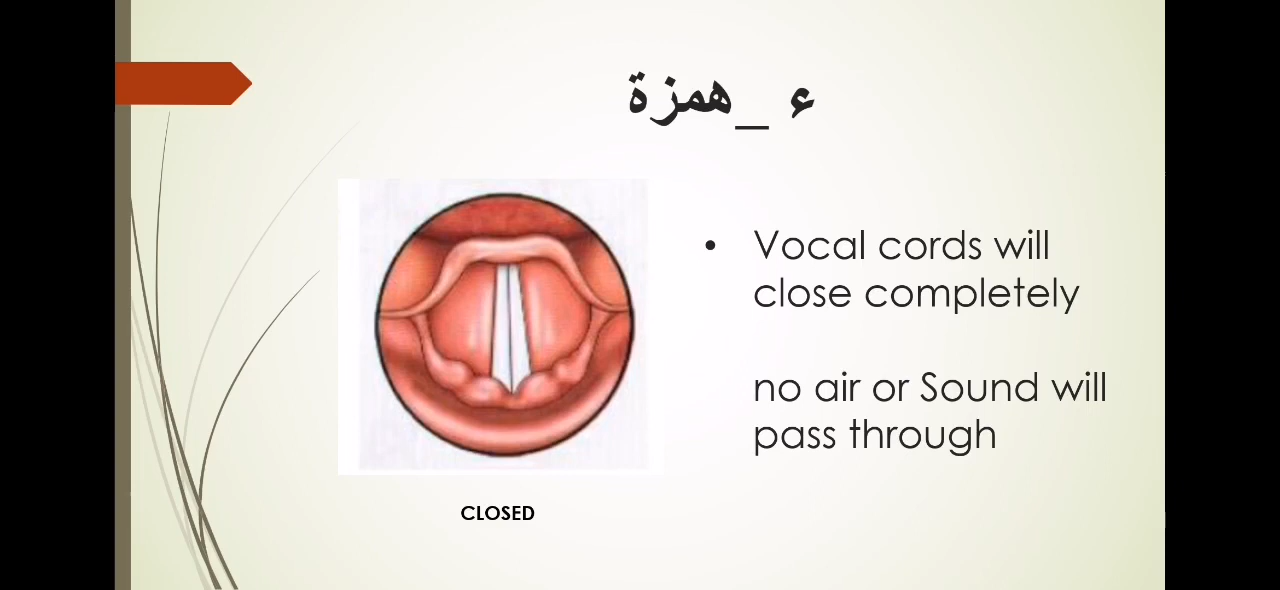 ء _همزة
• Vocal cords will
close completely
no air or Sound will
pass through
CLOSED